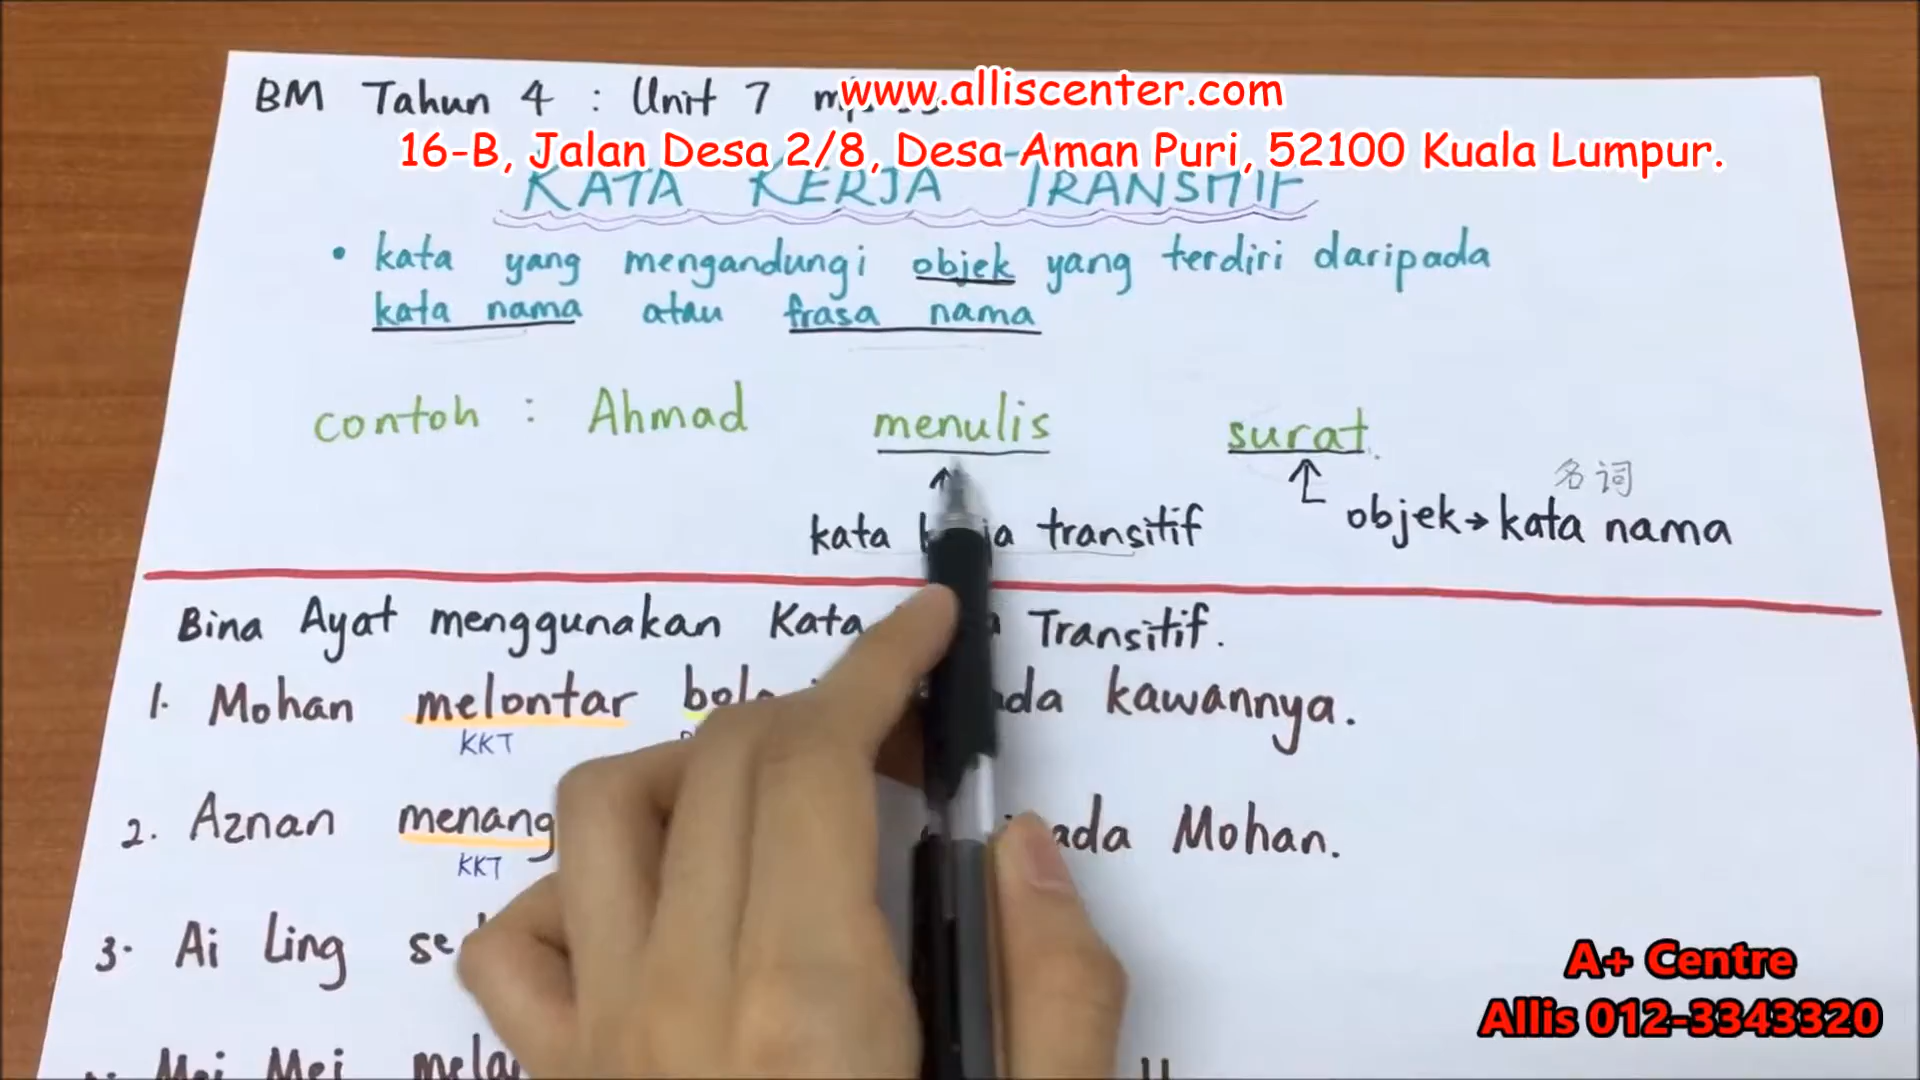 BM Tahun 4 : Unit 7
www.alliscenter.com
16-B, Jalan Desa 2/8, Desa Aman Puri, 52100 Kuala Lumpur.
KATA KERJA TRANSITIF
• kata yang mengandungi objek yang terdiri daripada
kata nama atau frasa nama
contoh : Ahmad menulis surat.
名词
kata transitif objek→kata nama
Bina Ayat menggunakan Kata Transitif.
1. Mohan melontar kawannya.
KKT
2. Aznan Mohan.
KKT
3. Ai Ling
Mei Mei
A+ Centre
Allis 012-3343320